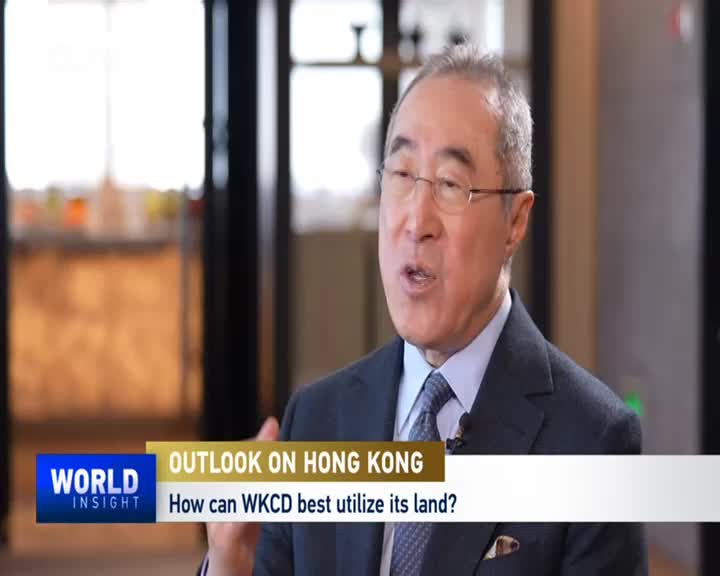 OUTLOOK ON HONG KONG
WORLD
INSIGHT
How can WKCD best utilize its land?